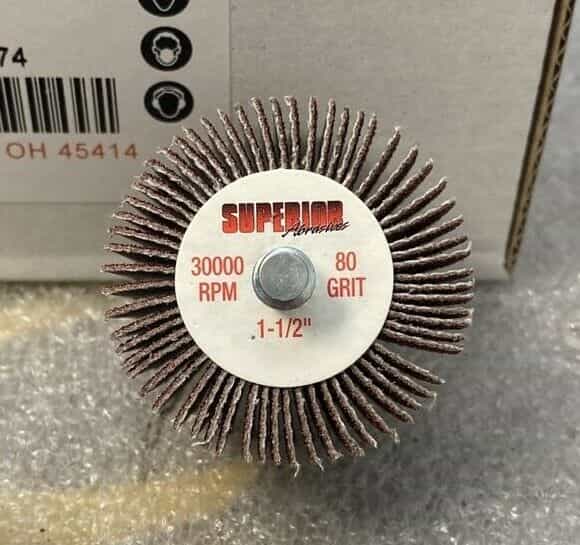 74
OH 45414
SUPERIOR
Abrasives
30000 80
RPM GRIT
1-1/2"